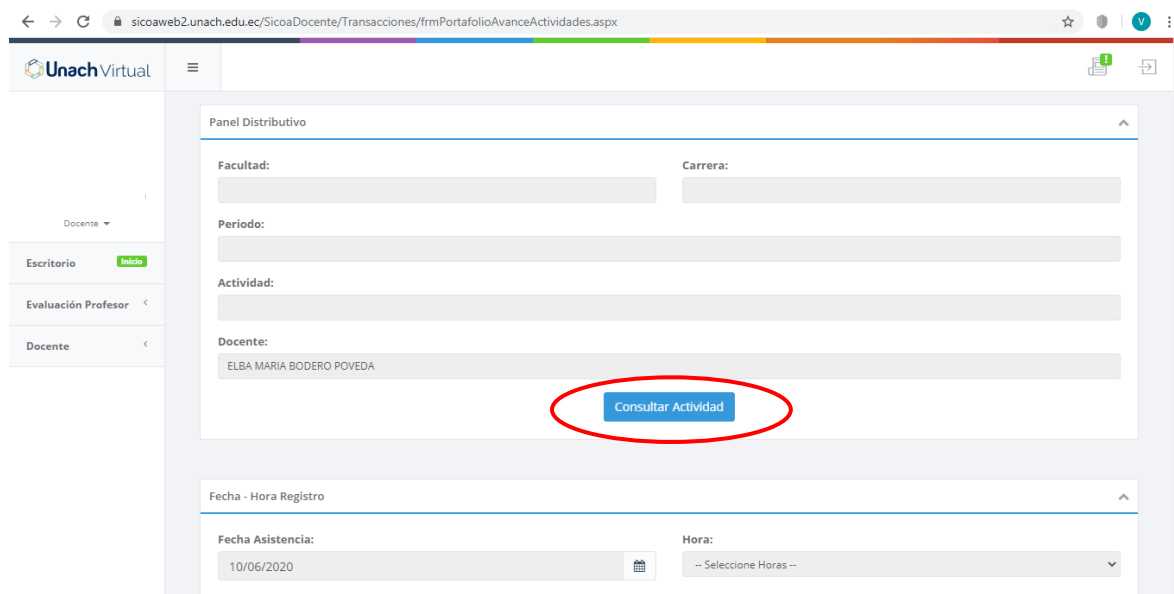 sicoaweb2.unach.edu.ec/SicoaDocente/Transacciones/frmPortafolioAvanceActividades.aspx
V
Unach Virtual
Docente
Escritorio Inicio
Evaluación Profesor
Docente
Panel Distributivo
Facultad: Carrera:
Periodo:
Actividad:
Docente:
ELBA MARIA BODERO POVEDA
Consultar Actividad
Fecha - Hora Registro
Fecha Asistencia: Hora:
10/06/2020 -- Seleccione Horas --